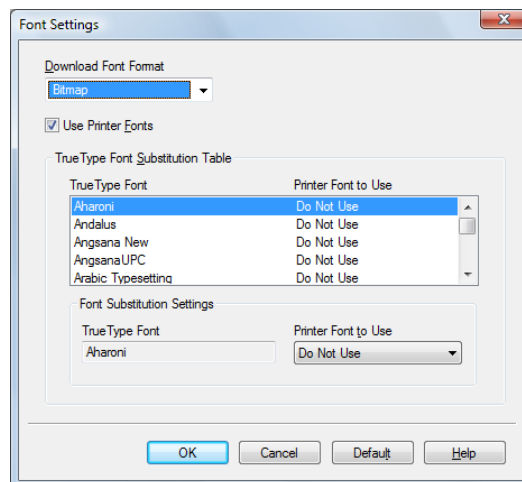 Font Settings
Download Font Format
Bitmap
Use Printer Fonts
TrueType Font Substitution Table
TrueType Font Printer Font to Use
Aharoni Do Not Use
Andalus Do Not Use
Angsana New Do Not Use
AngsanaUPC Do Not Use
Arabic Typesetting Do Not Use
Font Substitution Settings
TrueType Font Printer Font to Use
Aharoni Do Not Use
OK Cancel Default Help